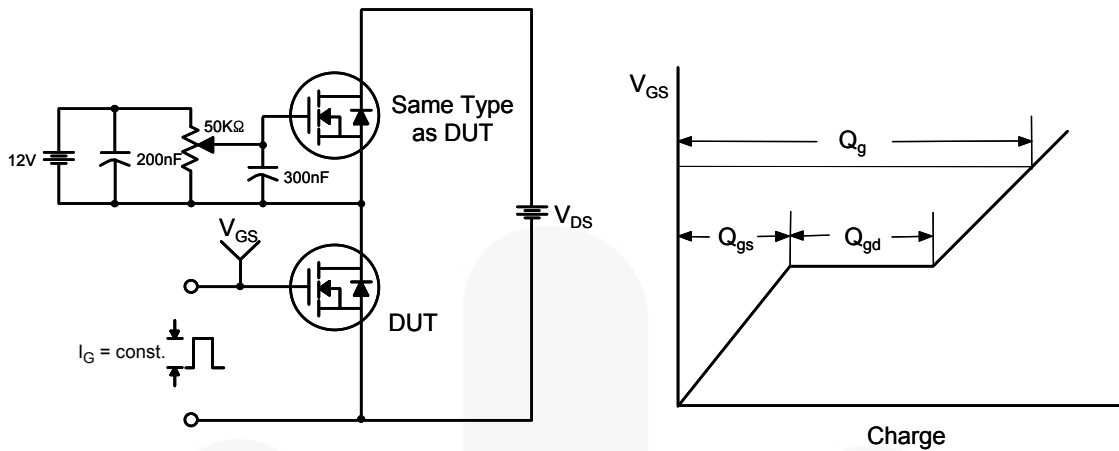 12V
200nF
50KΩ
300nF
Same Type
as DUT
V_DS
V_GS
DUT
I_G = const.
V_GS
Q_g
Q_gs
Q_gd
Charge